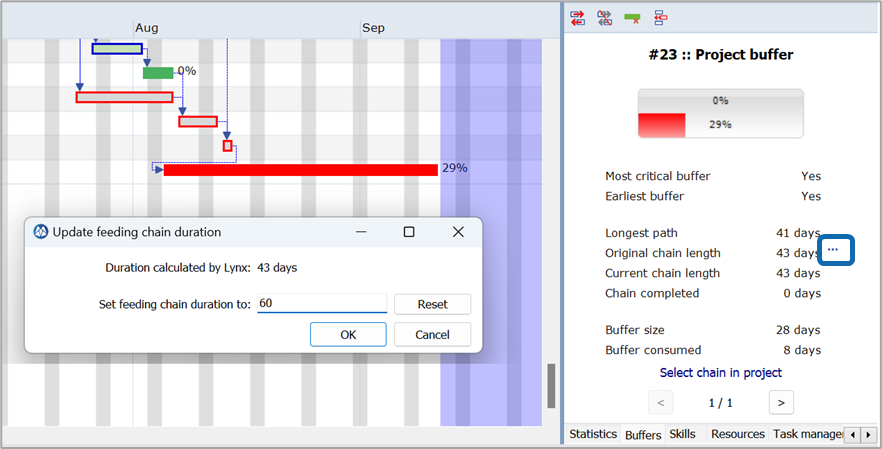 Aug
Sep
0%
29%
Update feeding chain duration
Duration calculated by Lynx: 43 days
Set feeding chain duration to: 60 Reset
OK Cancel
#23 :: Project buffer
0%
29%
Most critical buffer Yes
Earliest buffer Yes
Longest path 41 days
Original chain length 43 days ...
Current chain length 43 days
Chain completed 0 days
Buffer size 28 days
Buffer consumed 8 days
Select chain in project
< 1 / 1 >
Statistics Buffers Skills Resources Task manager